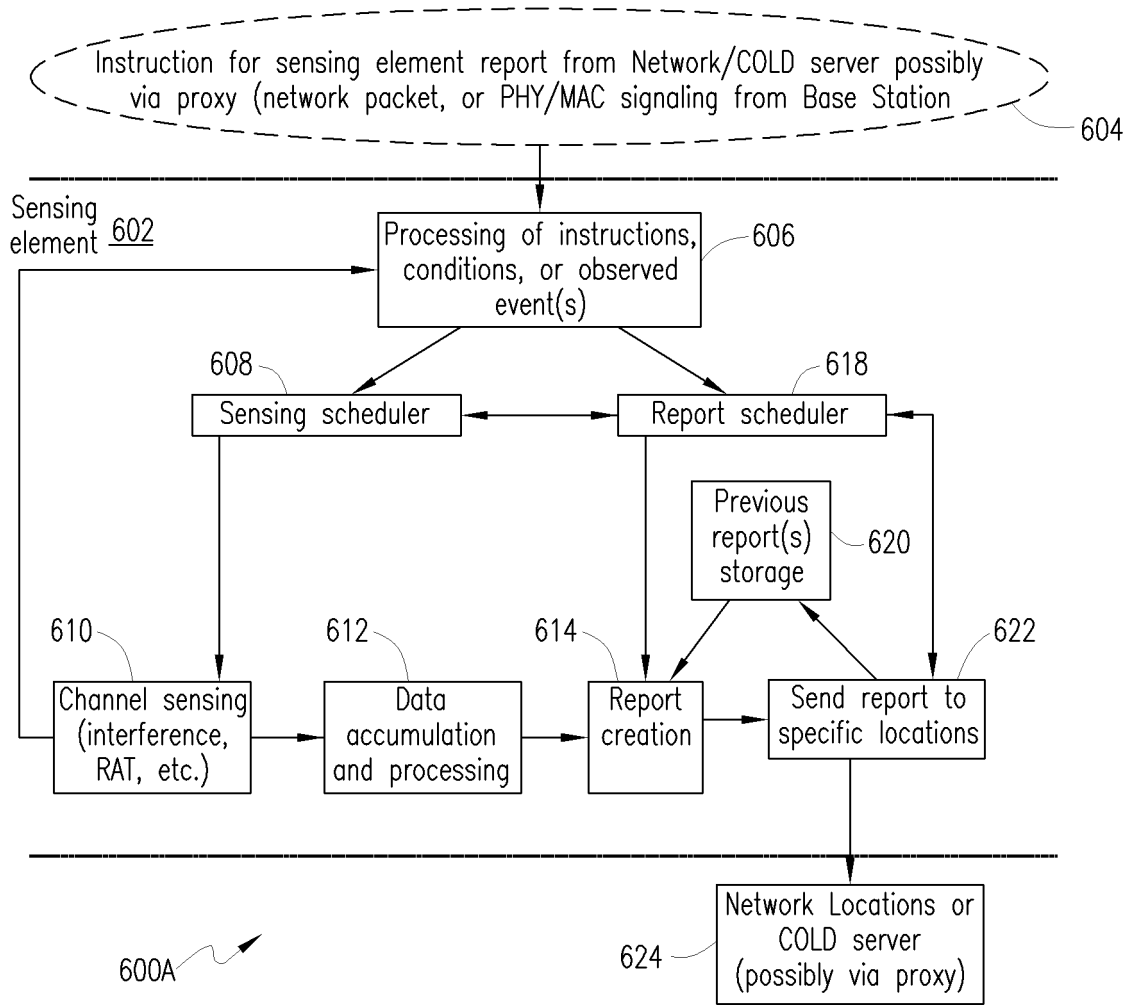 Instruction for sensing element report from Network/COLD server possibly
via proxy (network packet, or PHY/MAC signaling from Base Station
604
Sensing
element 602
Processing of instructions,
conditions, or observed
event(s)
606
608
Sensing scheduler
618
Report scheduler
Previous
report(s)
storage
620
610
Channel sensing
(interference,
RAT, etc.)
612
Data
accumulation
and processing
614
Report
creation
622
Send report to
specific locations
Network Locations or
COLD server
(possibly via proxy)
624
600A